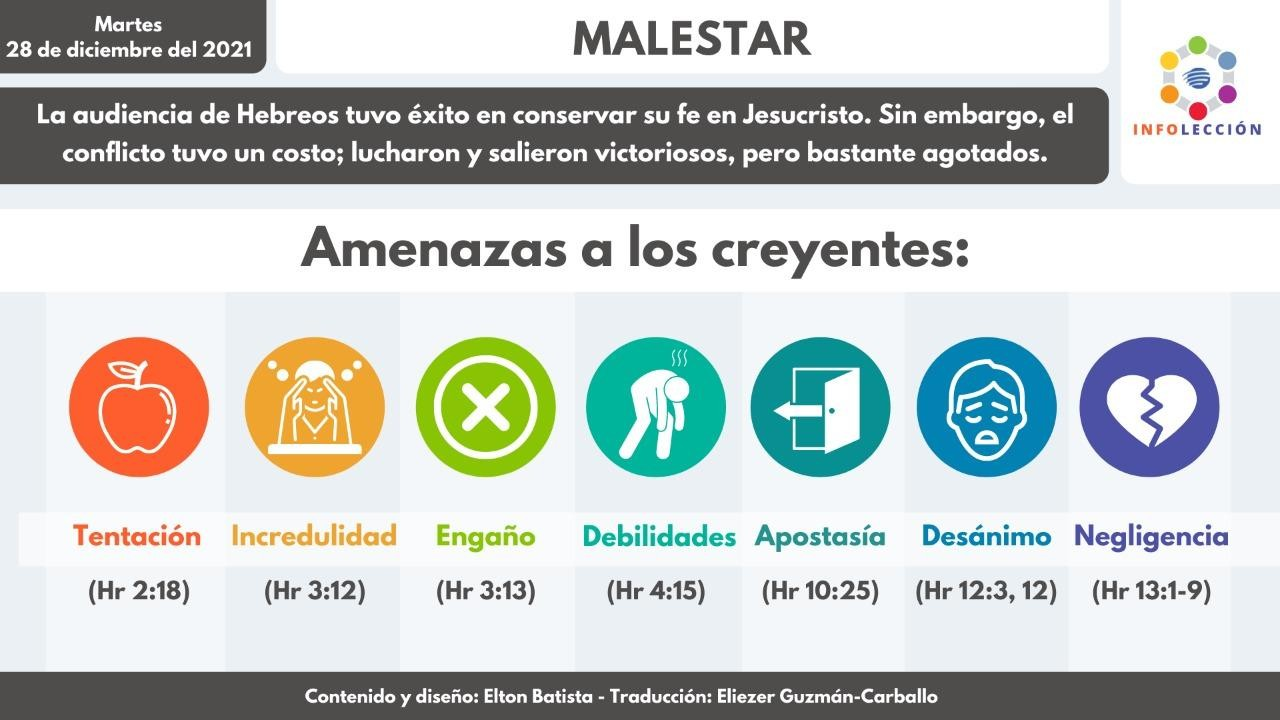 Martes
28 de diciembre del 2021
MALESTAR
INFOLECCIÓN
La audiencia de Hebreos tuvo éxito en conservar su fe en Jesucristo. Sin embargo, el
conflicto tuvo un costo; lucharon y salieron victoriosos, pero bastante agotados.
Amenazas a los creyentes:
Tentación Incredulidad Engaño Debilidades Apostasía Desánimo Negligencia
(Hr 2:18) (Hr 3:12) (Hr 3:13) (Hr 4:15) (Hr 10:25) (Hr 12:3, 12) (Hr 13:1-9)
Contenido y diseño: Elton Batista - Traducción: Eliezer Guzmán-Carballo